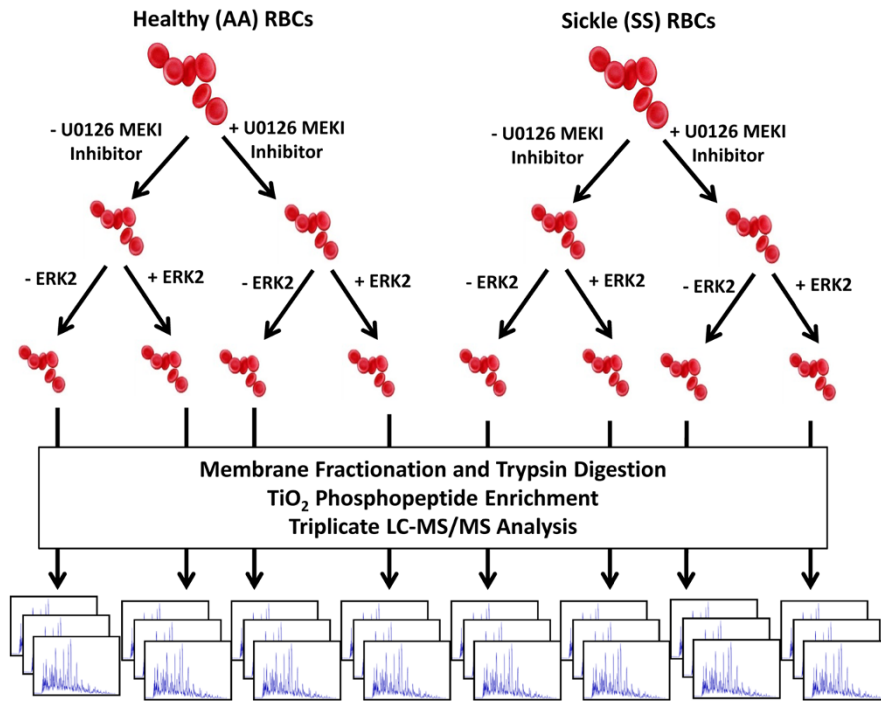 Healthy (AA) RBCs
Sickle (SS) RBCs
- U0126 MEKI
Inhibitor
+ U0126 MEKI
Inhibitor
- U0126 MEKI
Inhibitor
+ U0126 MEKI
Inhibitor
- ERK2
+ ERK2
- ERK2
+ ERK2
- ERK2
+ ERK2
- ERK2
+ ERK2
Membrane Fractionation and Trypsin Digestion
TiO₂ Phosphopeptide Enrichment
Triplicate LC-MS/MS Analysis